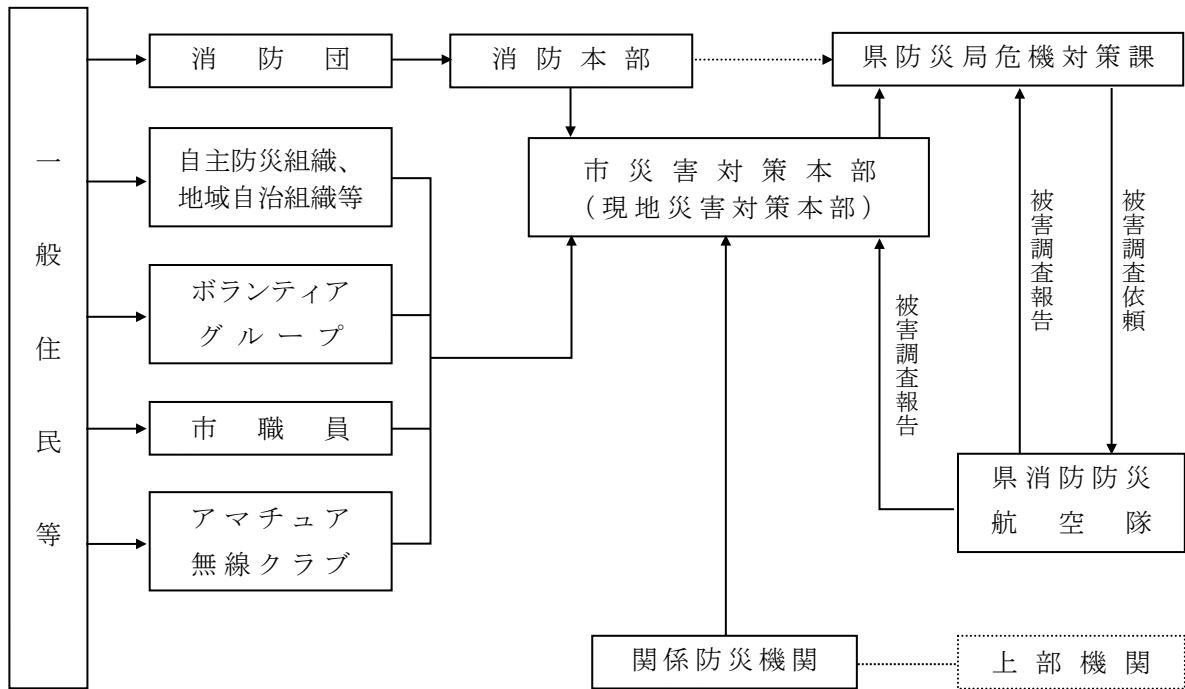 一般住民等
消防団
消防本部
県防災局危機対策課
自主防災組織、
地域自治組織等
市災害対策本部
（現地災害対策本部）
ボランティア
グループ
市職員
アマチュア
無線クラブ
被害調査報告
被害調査報告
被害調査依頼
県消防防災
航空隊
関係防災機関
上部機関